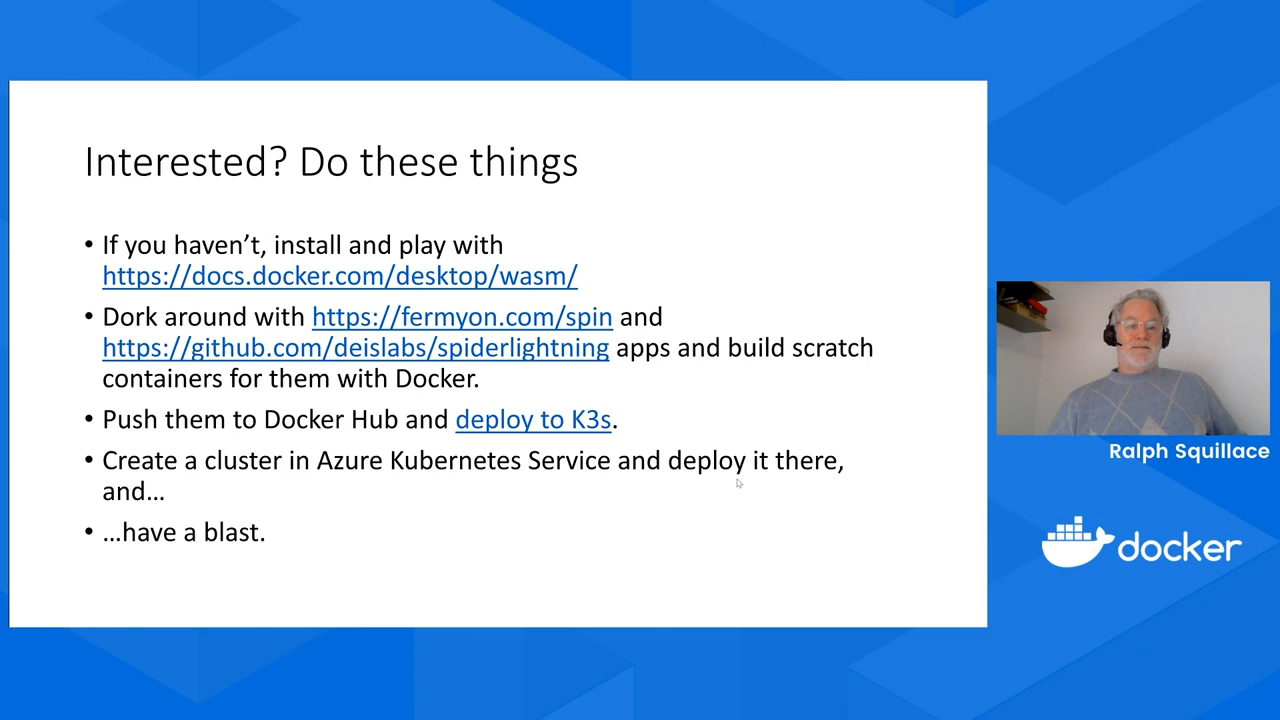 Interested? Do these things
• If you haven’t, install and play with
https://docs.docker.com/desktop/wasm/
• Dork around with https://fermyon.com/spin and
https://github.com/deislabs/spiderlightning apps and build scratch
containers for them with Docker.
• Push them to Docker Hub and deploy to K3s.
• Create a cluster in Azure Kubernetes Service and deploy it there,
and…
• …have a blast.
Ralph Squillace
docker